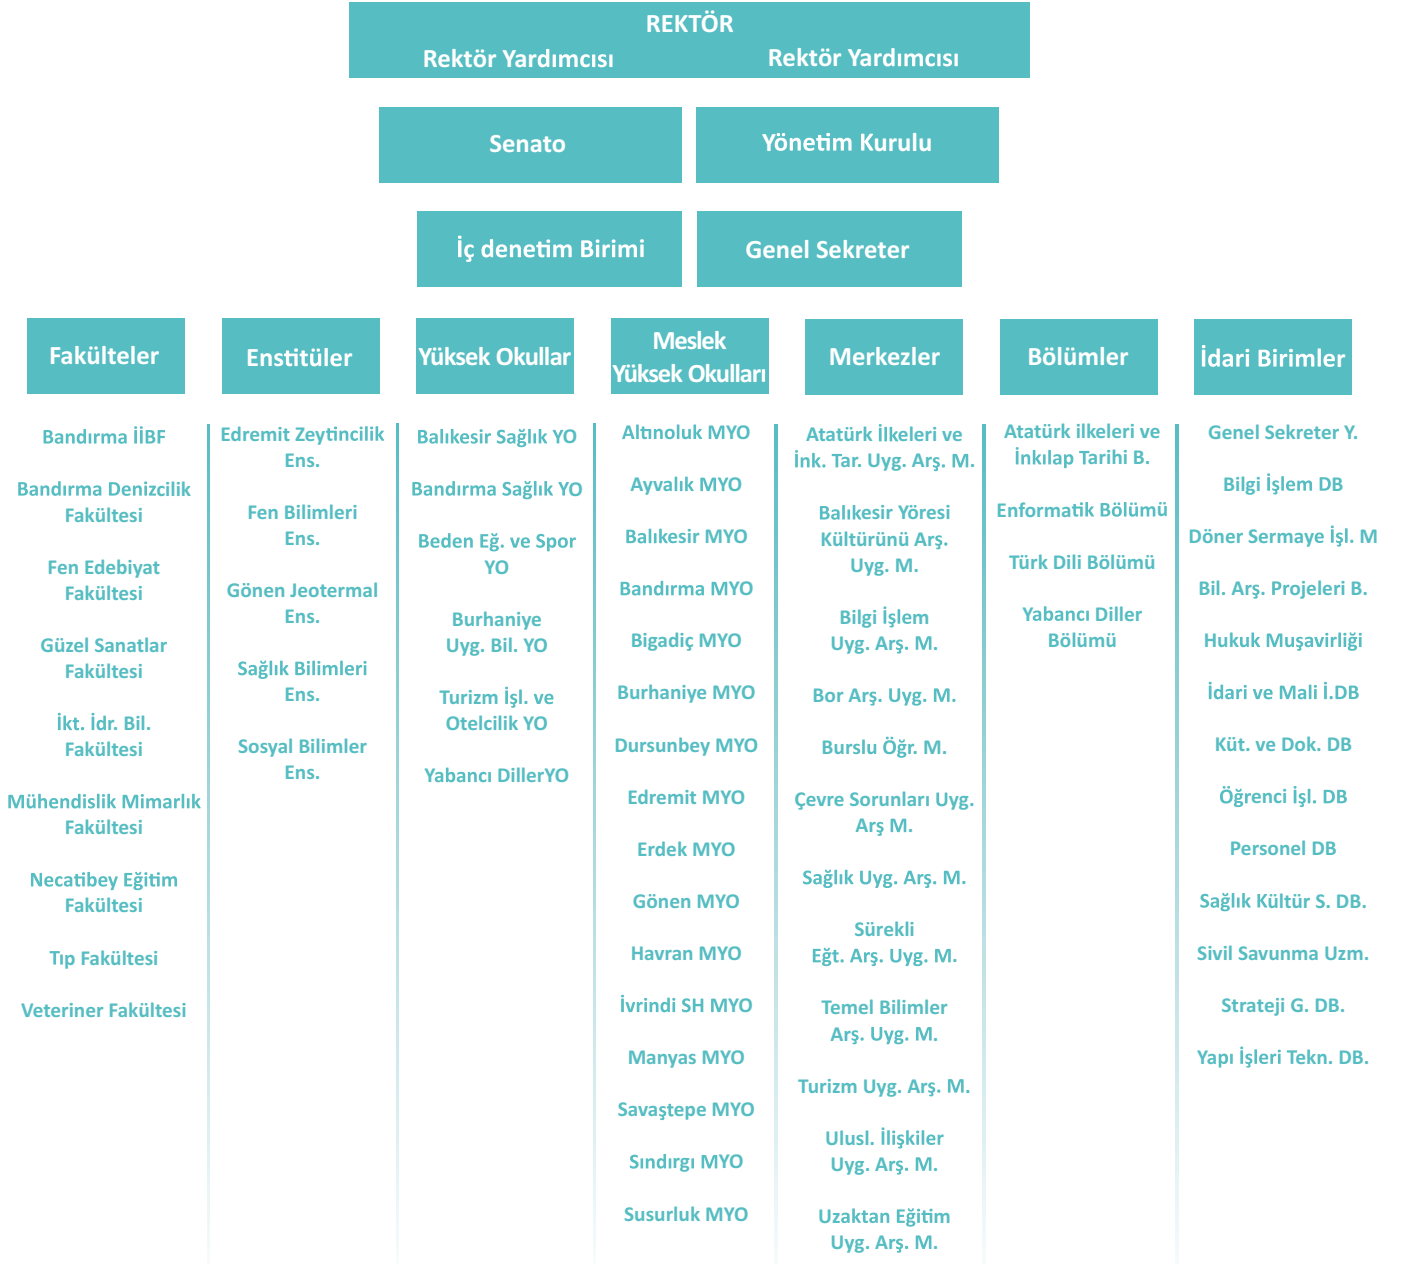 REKTÖR
Rektör Yardımcısı
Rektör Yardımcısı
Senato
Yönetim Kurulu
İç denetim Birimi
Genel Sekreter
Fakülteler
Bandırma İİBF
Bandırma Denizcilik
Fakültesi
Fen Edebiyat
Fakültesi
Güzel Sanatlar
Fakültesi
İkt. İdr. Bil.
Fakültesi
Mühendislik Mimarlık
Fakültesi
Necatibey Eğitim
Fakültesi
Tıp Fakültesi
Veteriner Fakültesi
Enstitüler
Edremit Zeytincilik
Ens.
Fen Bilimleri
Ens.
Gönen Jeotermal
Ens.
Sağlık Bilimleri
Ens.
Sosyal Bilimler
Ens.
Yüksek Okullar
Balıkesir Sağlık YO
Bandırma Sağlık YO
Beden Eğ. ve Spor
YO
Burhaniye
Uyg. Bil. YO
Turizm İşl. ve
Otelcilik YO
Yabancı DillerYO
Meslek
Yüksek Okulları
Altınoluk MYO
Ayvalık MYO
Balıkesir MYO
Bandırma MYO
Bigadiç MYO
Burhaniye MYO
Dursunbey MYO
Edremit MYO
Erdek MYO
Gönen MYO
Havran MYO
İvrindi SH MYO
Manyas MYO
Savaştepe MYO
Sındırgı MYO
Susurluk MYO
Merkezler
Atatürk İlkeleri ve
İnk. Tar. Uyg. Arş. M.
Balıkesir Yöresi
Kültürünü Arş.
Uyg. M.
Bilgi İşlem
Uyg. Arş. M.
Bor Arş. Uyg. M.
Burslu Öğr. M.
Çevre Sorunları Uyg.
Arş M.
Sağlık Uyg. Arş. M.
Sürekli
Eğt. Arş. Uyg. M.
Temel Bilimler
Arş. Uyg. M.
Turizm Uyg. Arş. M.
Ulusl. İlişkiler
Uyg. Arş. M.
Uzaktan Eğitim
Uyg. Arş. M.
Bölümler
Atatürk ilkeleri ve
İnkılap Tarihi B.
Enformatik Bölümü
Türk Dili Bölümü
Yabancı Diller
Bölümü
İdari Birimler
Genel Sekreter Y.
Bilgi İşlem DB
Döner Sermaye İşl. M
Bil. Arş. Projeleri B.
Hukuk Muşavirliği
İdari ve Mali İ.DB
Küt. ve Dok. DB
Öğrenci İşl. DB
Personel DB
Sağlık Kültür S. DB.
Sivil Savunma Uzm.
Strateji G. DB.
Yapı İşleri Tekn. DB.